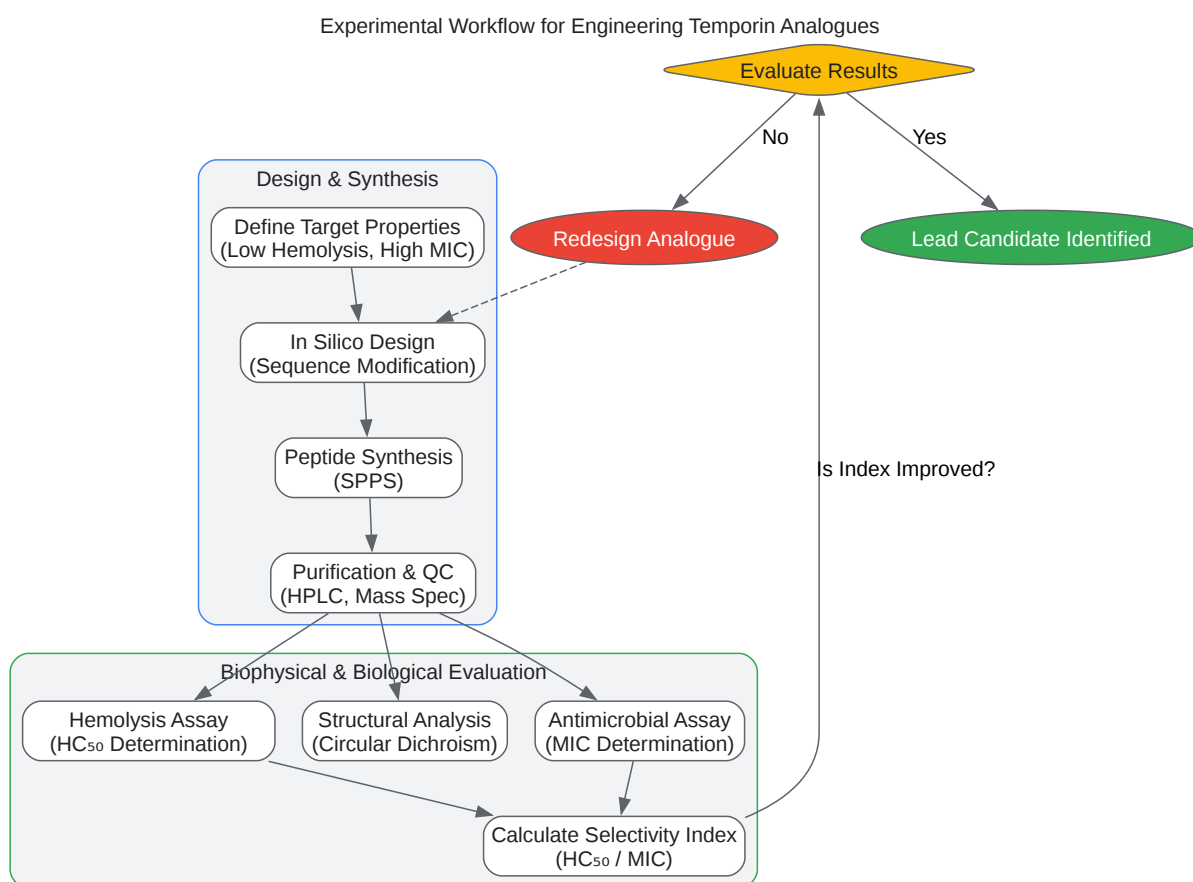 Experimental Workflow for Engineering Temporin Analogues
Evaluate Results
No
Yes
Design & Synthesis
Define Target Properties
(Low Hemolysis, High MIC)
Redesign Analogue
Lead Candidate Identified
In Silico Design
(Sequence Modification)
Peptide Synthesis
(SPPS)
Is Index Improved?
Purification & QC
(HPLC, Mass Spec)
Biophysical & Biological Evaluation
Hemolysis Assay
(HC₅₀ Determination)
Structural Analysis
(Circular Dichroism)
Antimicrobial Assay
(MIC Determination)
Calculate Selectivity Index
(HC₅₀ / MIC)